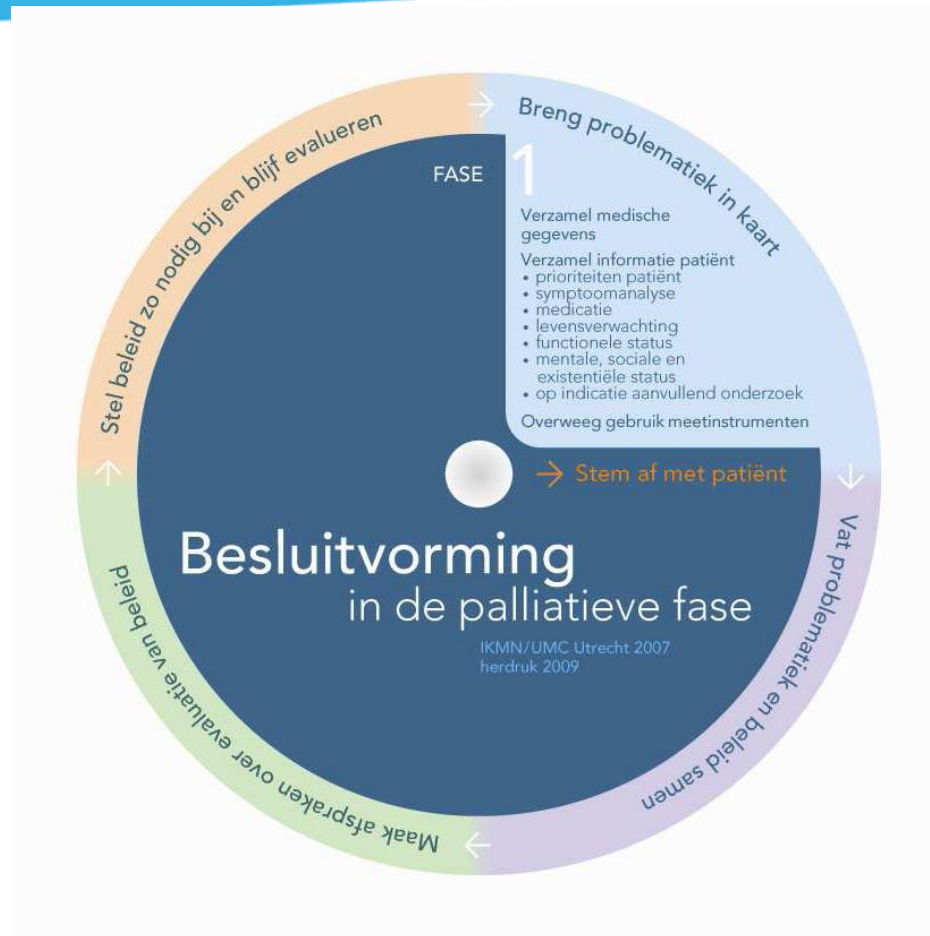 Breng problematiek in kaart
FASE 1
Verzamel medische
gegevens
Verzamel informatie patiënt
• prioriteiten patiënt
• symptoomanalyse
• medicatie
• levensverwachting
• functionele status
• mentale, sociale en
existentiële status
• op indicatie aanvullend onderzoek
Overweeg gebruik meetinstrumenten
→ Stem af met patiënt
Vat problematiek en beleid samen
Maak afspraken over evaluatie van beleid
Stel beleid zo nodig bij en blijf evalueren
Besluitvorming
in de palliatieve fase
IKMN/UMC Utrecht 2007
herdruk 2009